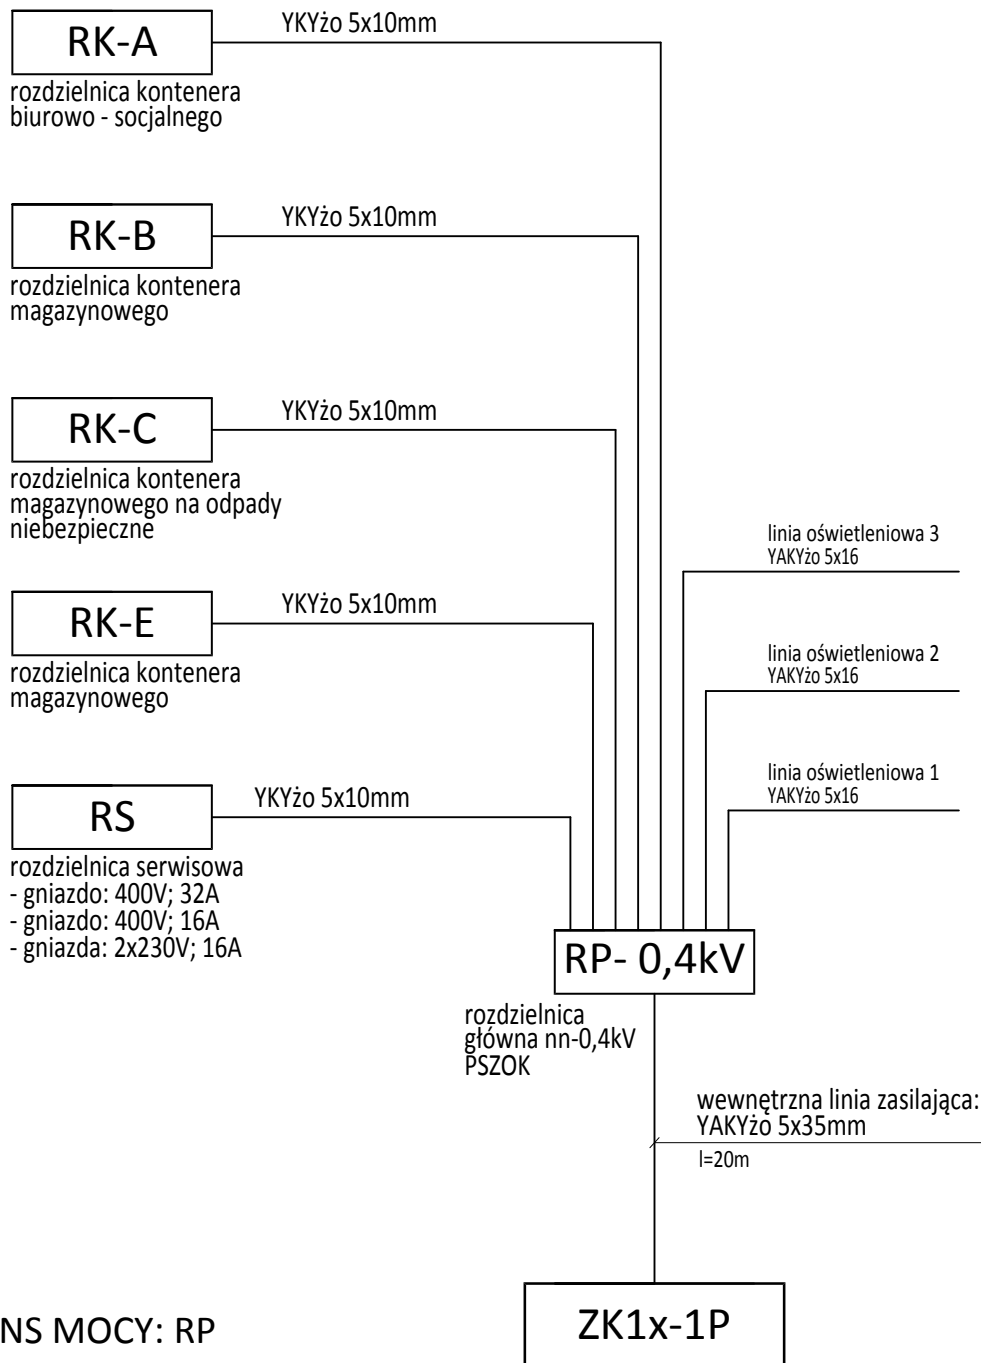 RK-A
YKYżo 5x10mm
rozdzielnica kontenera
biurowo - socjalnego
RK-B
YKYżo 5x10mm
rozdzielnica kontenera
magazynowego
RK-C
YKYżo 5x10mm
rozdzielnica kontenera
magazynowego na odpady
niebezpieczne
RK-E
YKYżo 5x10mm
rozdzielnica kontenera
magazynowego
RS
YKYżo 5x10mm
rozdzielnica serwisowa
- gniazdo: 400V; 32A
- gniazdo: 400V; 16A
- gniazda: 2x230V; 16A
linia oświetleniowa 3
YAKYżo 5x16
linia oświetleniowa 2
YAKYżo 5x16
linia oświetleniowa 1
YAKYżo 5x16
RP- 0,4kV
rozdzielnica
główna nn-0,4kV
PSZOK
wewnętrzna linia zasilająca:
YAKYżo 5x35mm
l=20m
ZK1x-1P
NS MOCY: RP